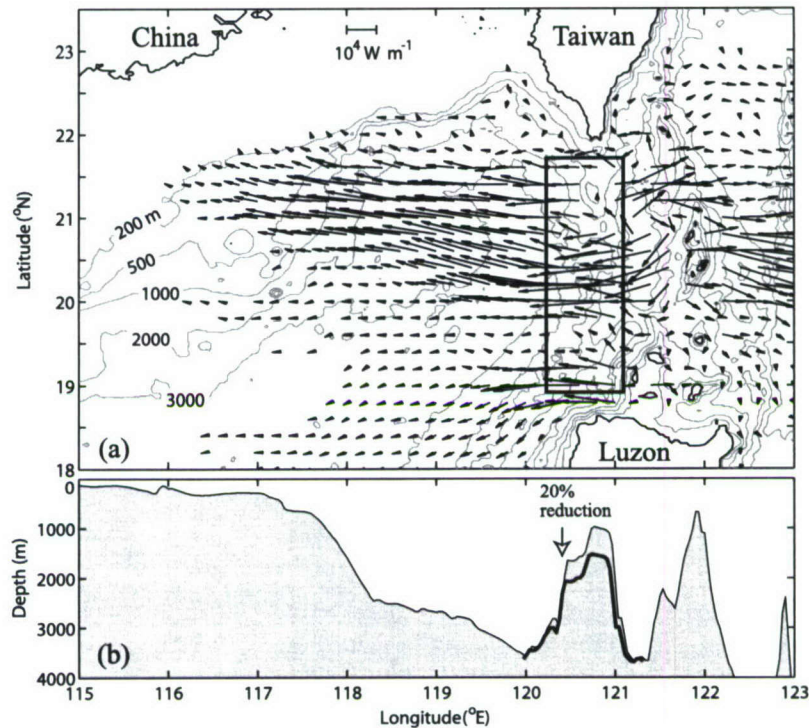 China
Taiwan
10⁴ W m⁻¹
23
22
21
20
19
18
Latitude (°N)
200 m
500
1000
2000
3000
(a)
Luzon
0
1000
2000
3000
4000
Depth (m)
20%
reduction
(b)
115 116 117 118 119 120 121 122 123
Longitude (°E)